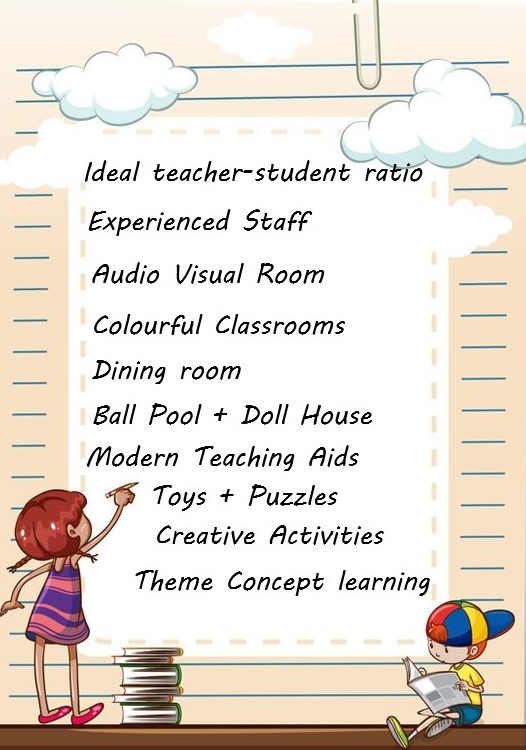 Ideal teacher-student ratio
Experienced Staff
Audio Visual Room
Colourful Classrooms
Dining room
Ball Pool + Doll House
Modern Teaching Aids
Toys + Puzzles
Creative Activities
Theme Concept learning